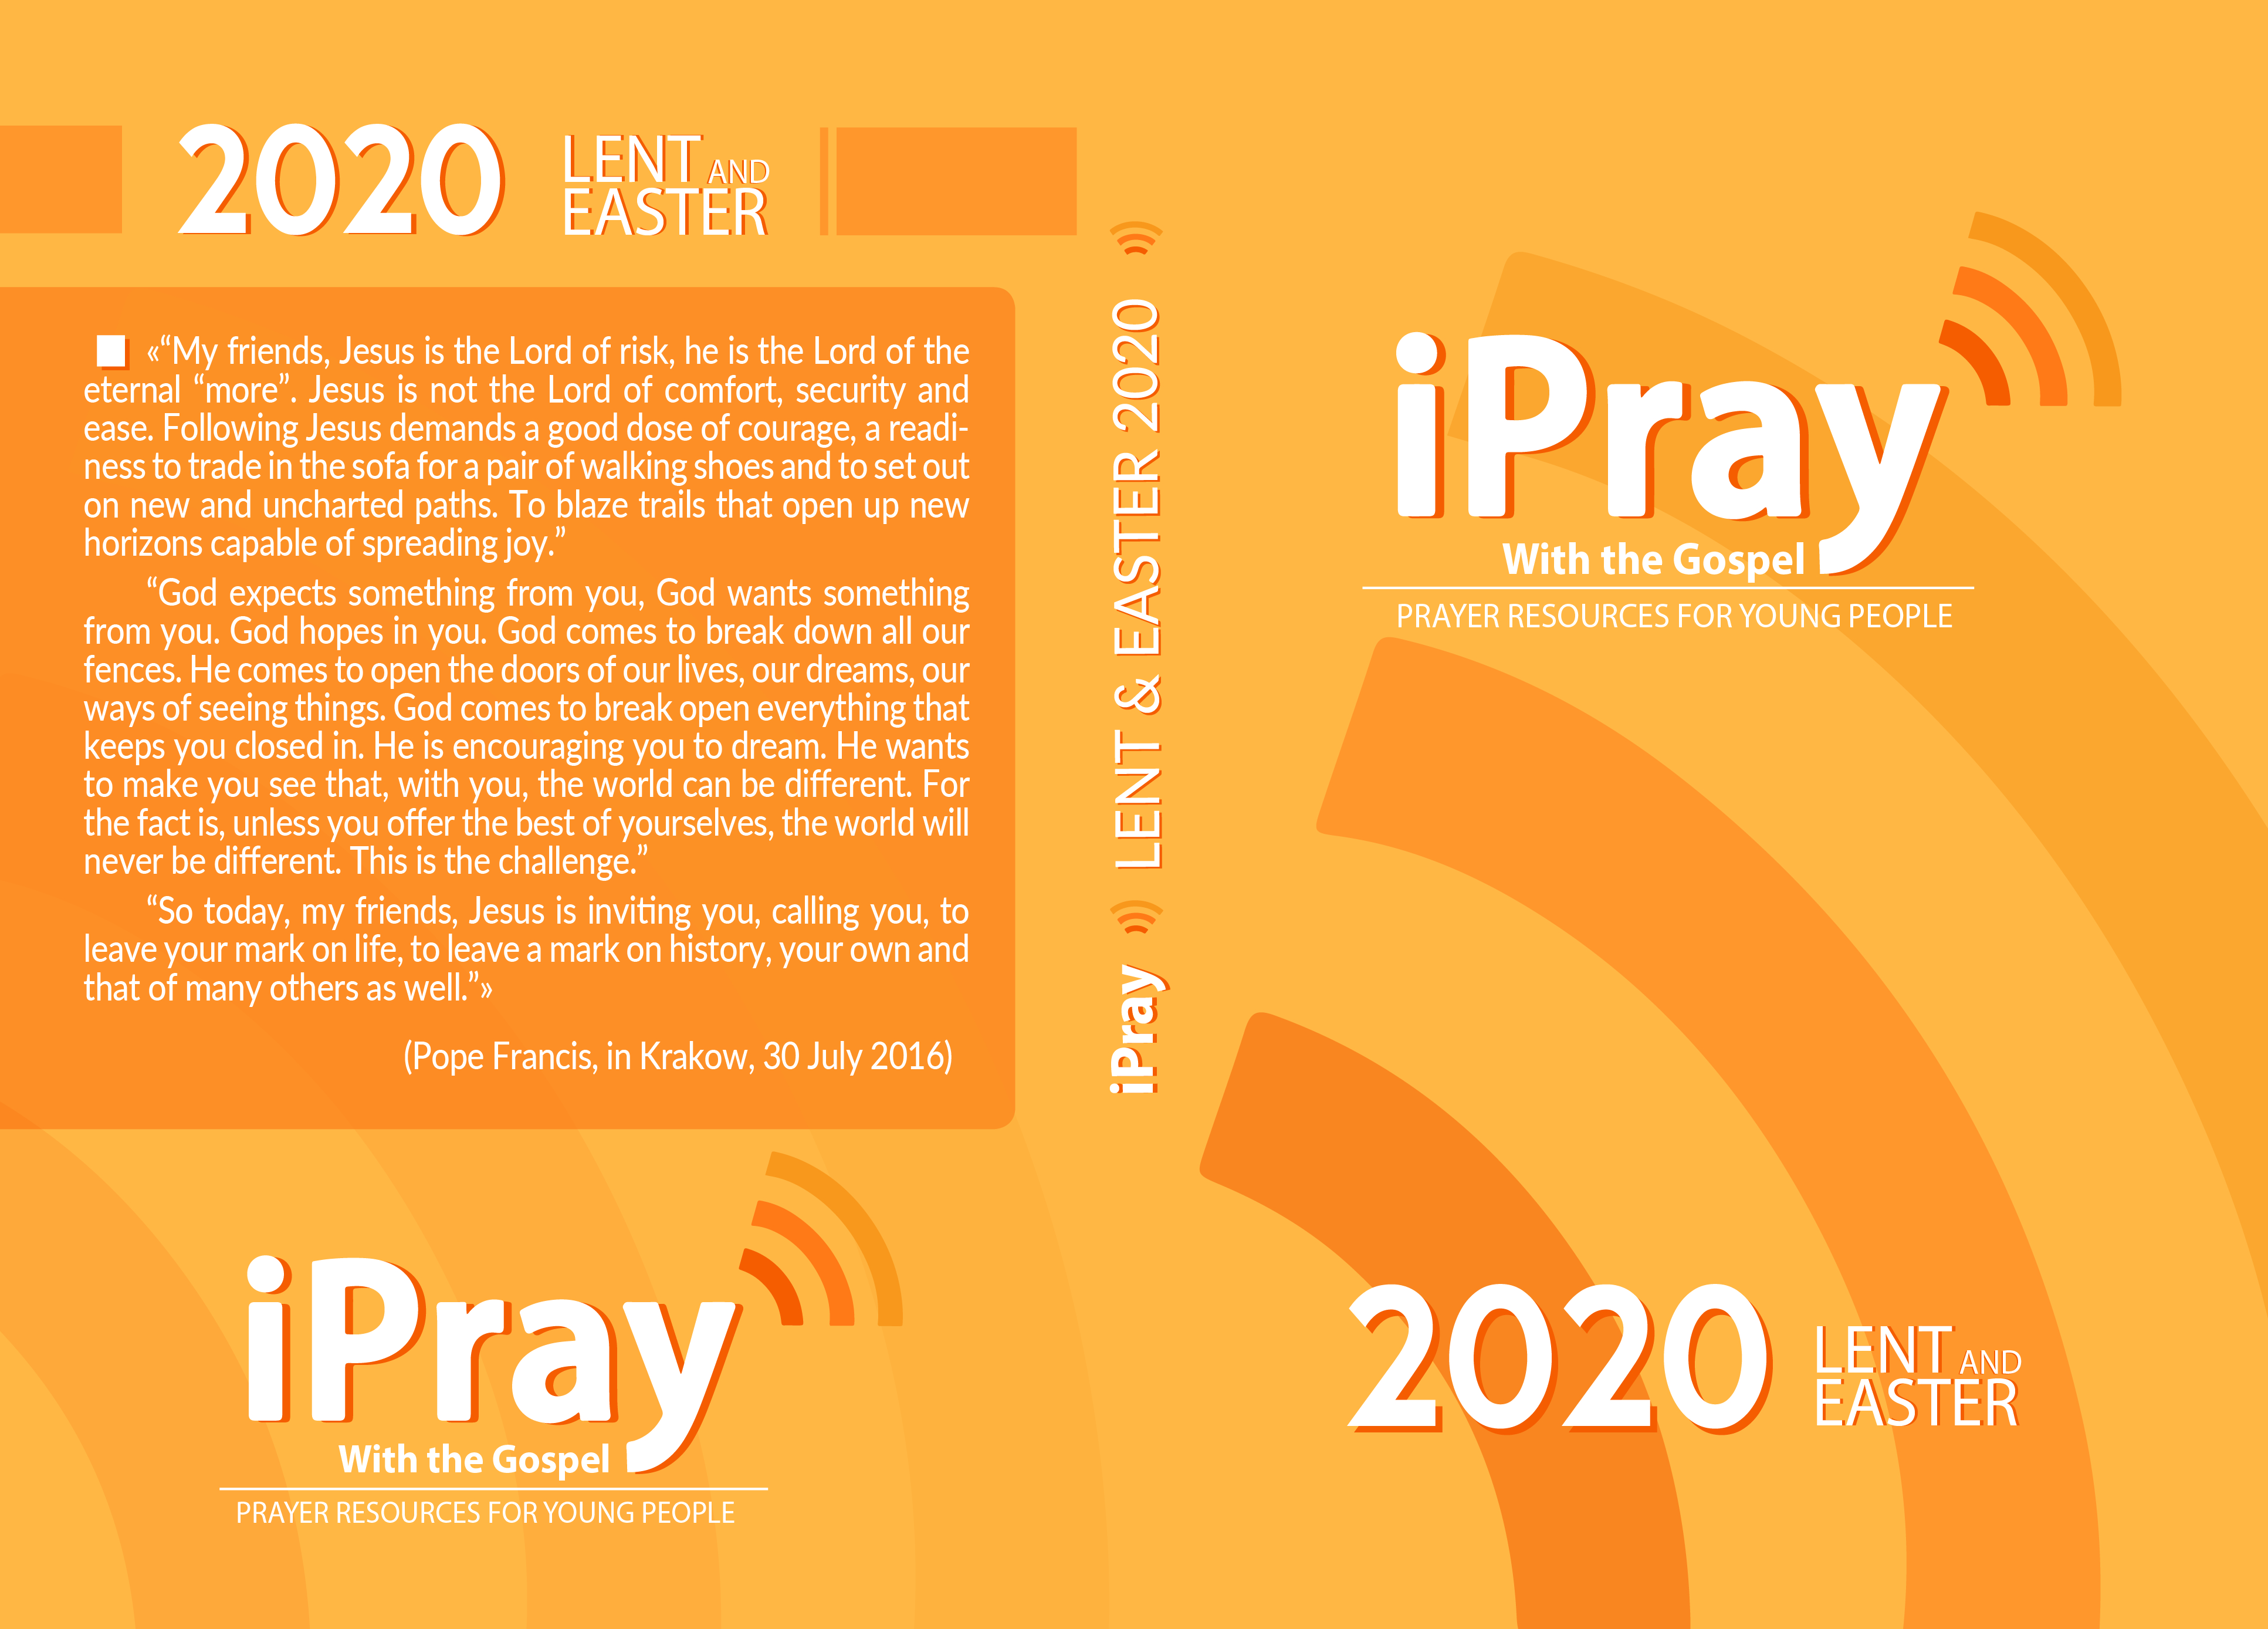 2020
LENT AND
EASTER
«“My friends, Jesus is the Lord of risk, he is the Lord of the
eternal “more”. Jesus is not the Lord of comfort, security and
ease. Following Jesus demands a good dose of courage, a readi-
ness to trade in the sofa for a pair of walking shoes and to set out
on new and uncharted paths. To blaze trails that open up new
horizons capable of spreading joy.”
“God expects something from you, God wants something
from you. God hopes in you. God comes to break down all our
fences. He comes to open the doors of our lives, our dreams, our
ways of seeing things. God comes to break open everything that
keeps you closed in. He is encouraging you to dream. He wants
to make you see that, with you, the world can be different. For
the fact is, unless you offer the best of yourselves, the world will
never be different. This is the challenge.”
“So today, my friends, Jesus is inviting you, calling you, to
leave your mark on life, to leave a mark on history, your own and
that of many others as well.”»
(Pope Francis, in Krakow, 30 July 2016)
iPray
With the Gospel
PRAYER RESOURCES FOR YOUNG PEOPLE
iPray LENT & EASTER 2020
iPray
With the Gospel
PRAYER RESOURCES FOR YOUNG PEOPLE
2020
LENT AND
EASTER